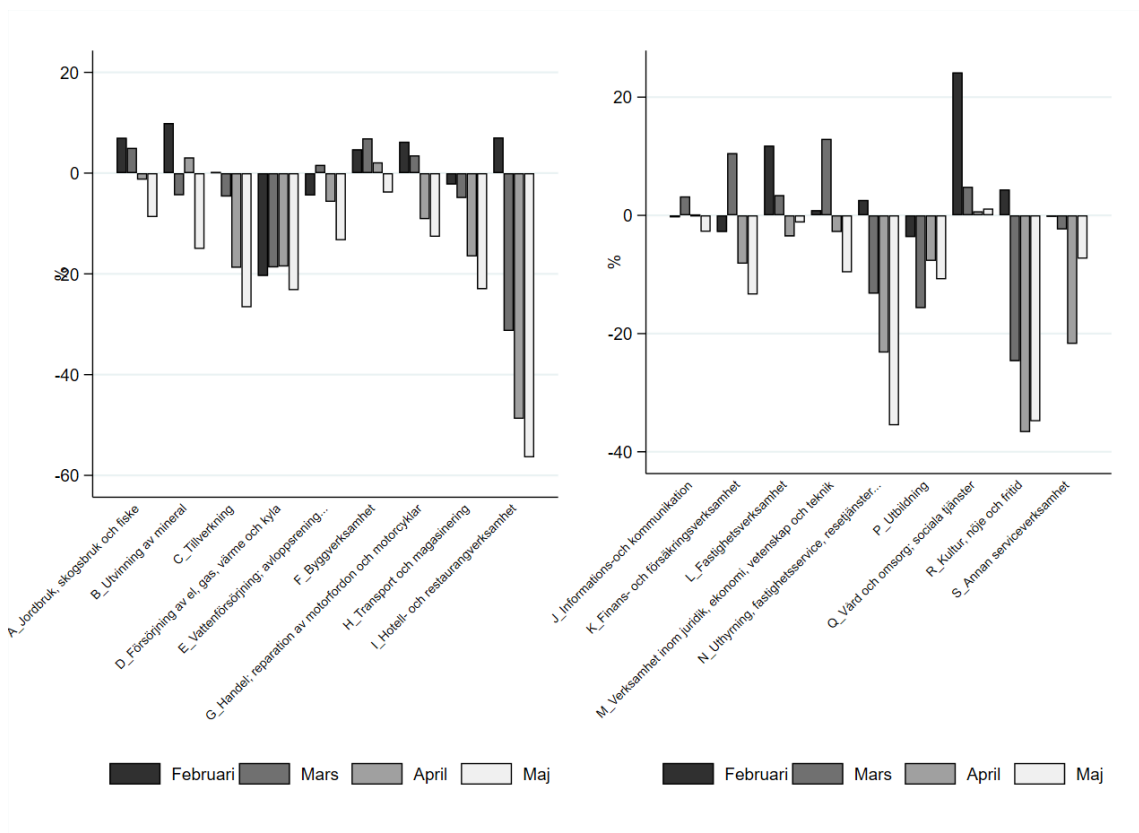 20
0
-20
-40
-60
%
A_Jordbruk, skogsbruk och fiske
B_Utvinning av mineral
C_Tillverkning
D_Försörjning av el, gas, värme och kyla
E_Vattenförsörjning; avloppsrening...
F_Byggverksamhet
G_Handel; reparation av motorfordon och motorcyklar
H_Transport och magasinering
I_Hotell- och restaurangverksamhet
Februari Mars April Maj
20
0
-20
-40
%
J_Informations-och kommunikation
K_Finans- och försäkringsverksamhet
L_Fastighetsverksamhet
M_Verksamhet inom juridik, ekonomi, vetenskap och teknik
N_Uthyrning, fastighetsservice, resetjänster...
P_Utbildning
Q_Vård och omsorg; sociala tjänster
R_Kultur, nöje och fritid
S_Annan serviceverksamhet
Februari Mars April Maj